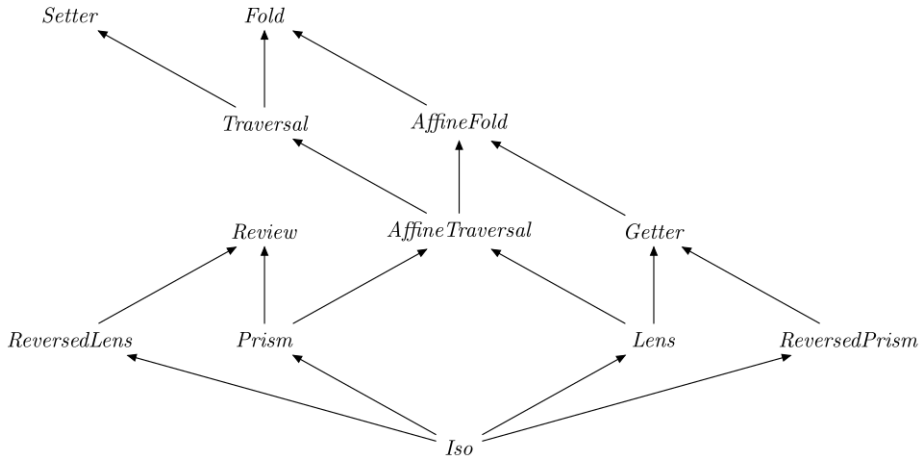 Setter Fold
Traversal AffineFold
Review AffineTraversal Getter
ReversedLens Prism Lens ReversedPrism
Iso